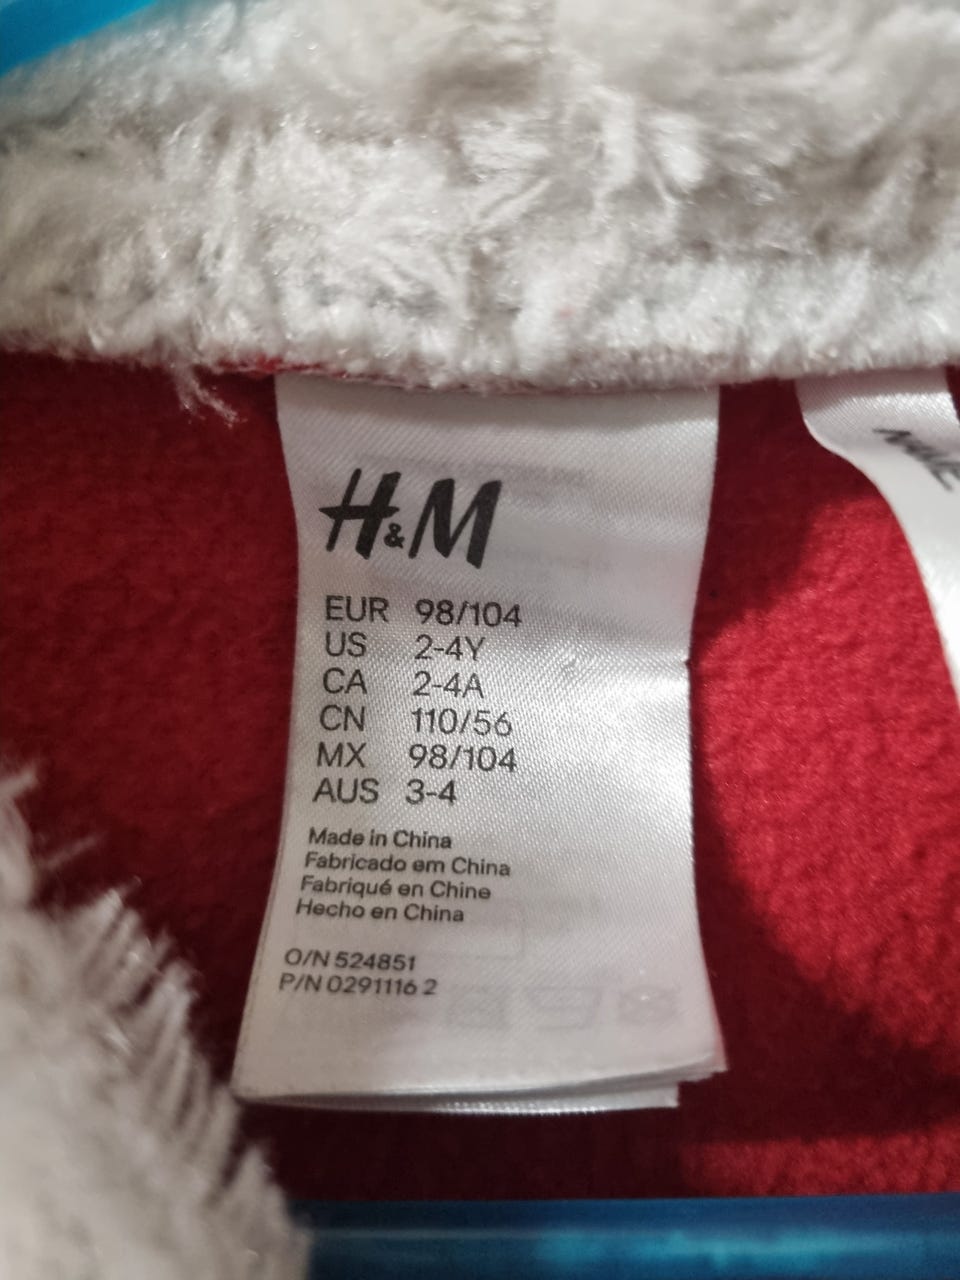 H&M
EUR 98/104
US 2-4Y
CA 2-4A
CN 110/56
MX 98/104
AUS 3-4
Made in China
Fabricado em China
Fabriqué en Chine
Hecho en China
O/N 524851
P/N 0291116 2